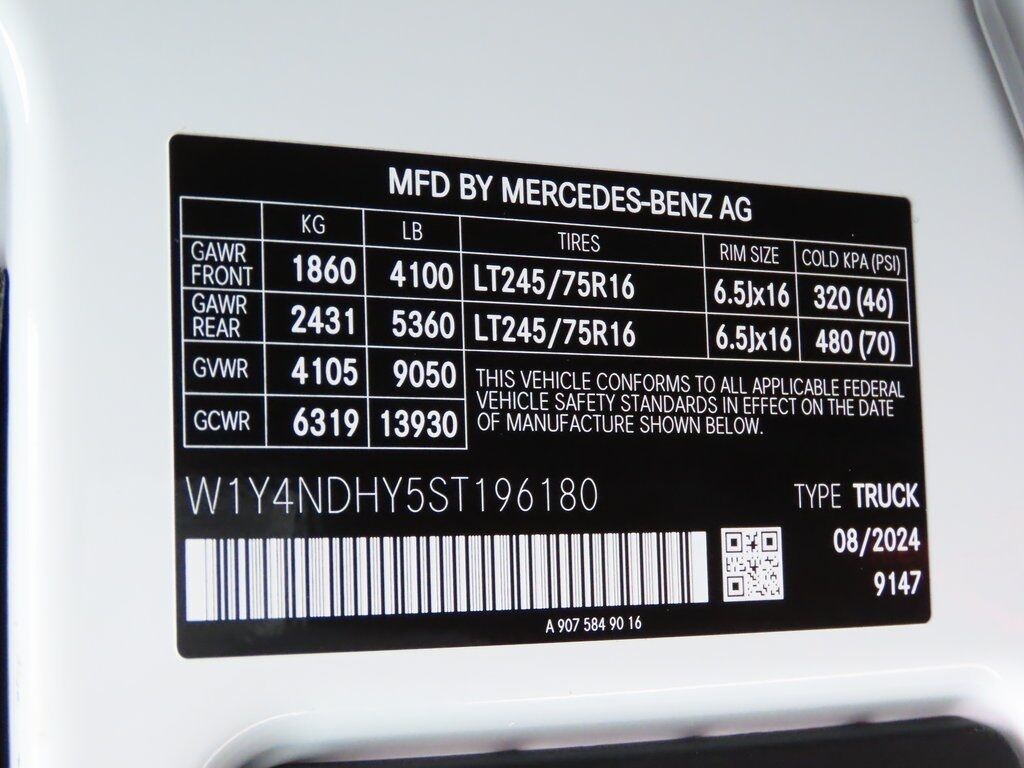 MFD BY MERCEDES-BENZ AG
KG LB TIRES RIM SIZE COLD KPA (PSI)
GAWR FRONT 1860 4100 LT245/75R16 6.5Jx16 320 (46)
GAWR REAR 2431 5360 LT245/75R16 6.5Jx16 480 (70)
GVWR 4105 9050
GCWR 6319 13930
THIS VEHICLE CONFORMS TO ALL APPLICABLE FEDERAL
VEHICLE SAFETY STANDARDS IN EFFECT ON THE DATE
OF MANUFACTURE SHOWN BELOW.
W1Y4NDHY5ST196180 TYPE TRUCK
08/2024
9147
A 907 584 90 16